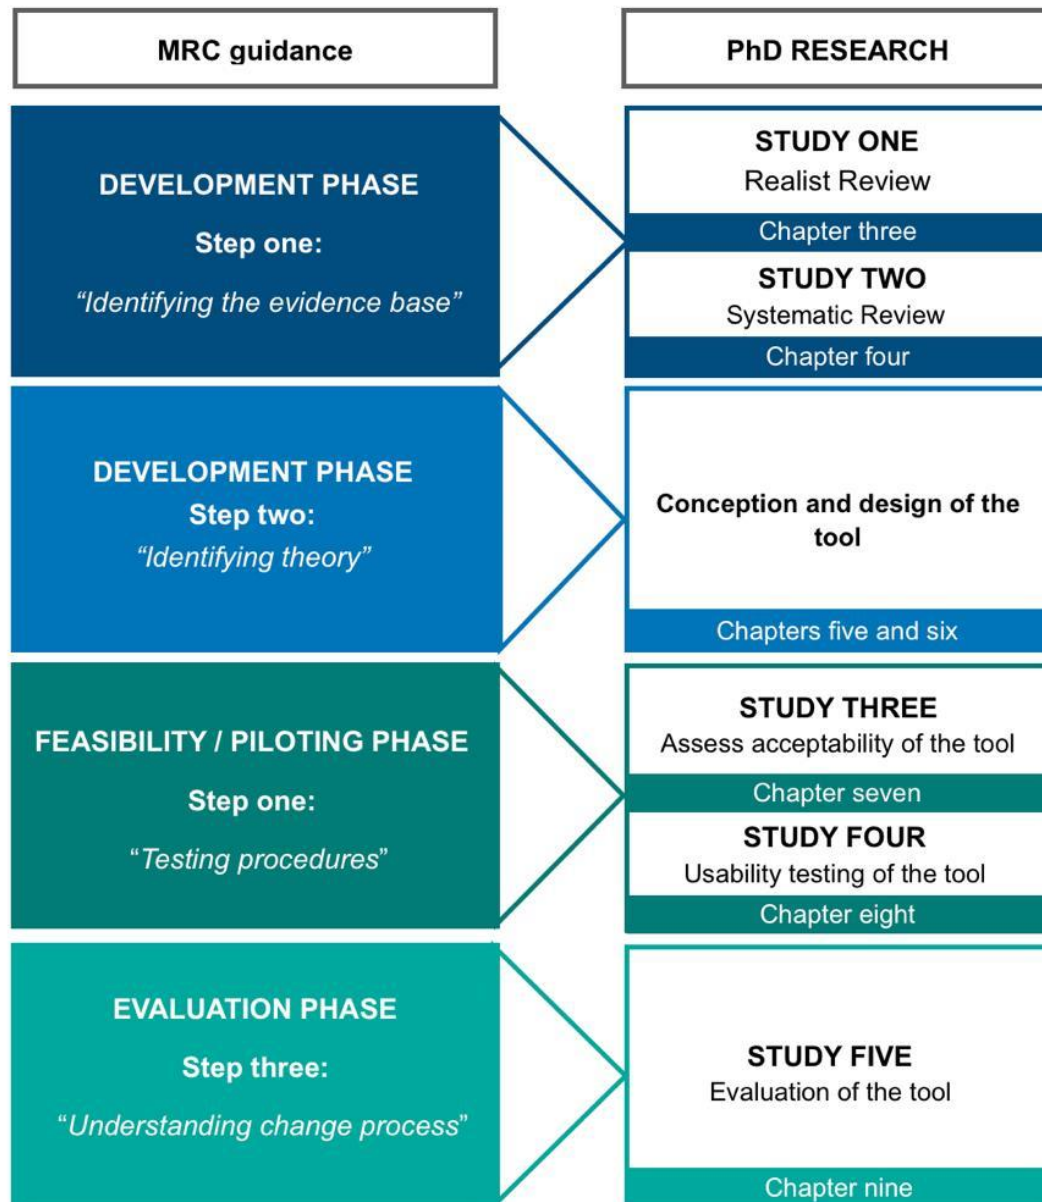 MRC guidance
PhD RESEARCH
DEVELOPMENT PHASE
Step one:
“Identifying the evidence base”
STUDY ONE
Realist Review
Chapter three
STUDY TWO
Systematic Review
Chapter four
DEVELOPMENT PHASE
Step two:
“Identifying theory”
Conception and design of the
tool
Chapters five and six
FEASIBILITY / PILOTING PHASE
Step one:
“Testing procedures”
STUDY THREE
Assess acceptability of the tool
Chapter seven
STUDY FOUR
Usability testing of the tool
Chapter eight
EVALUATION PHASE
Step three:
“Understanding change process”
STUDY FIVE
Evaluation of the tool
Chapter nine